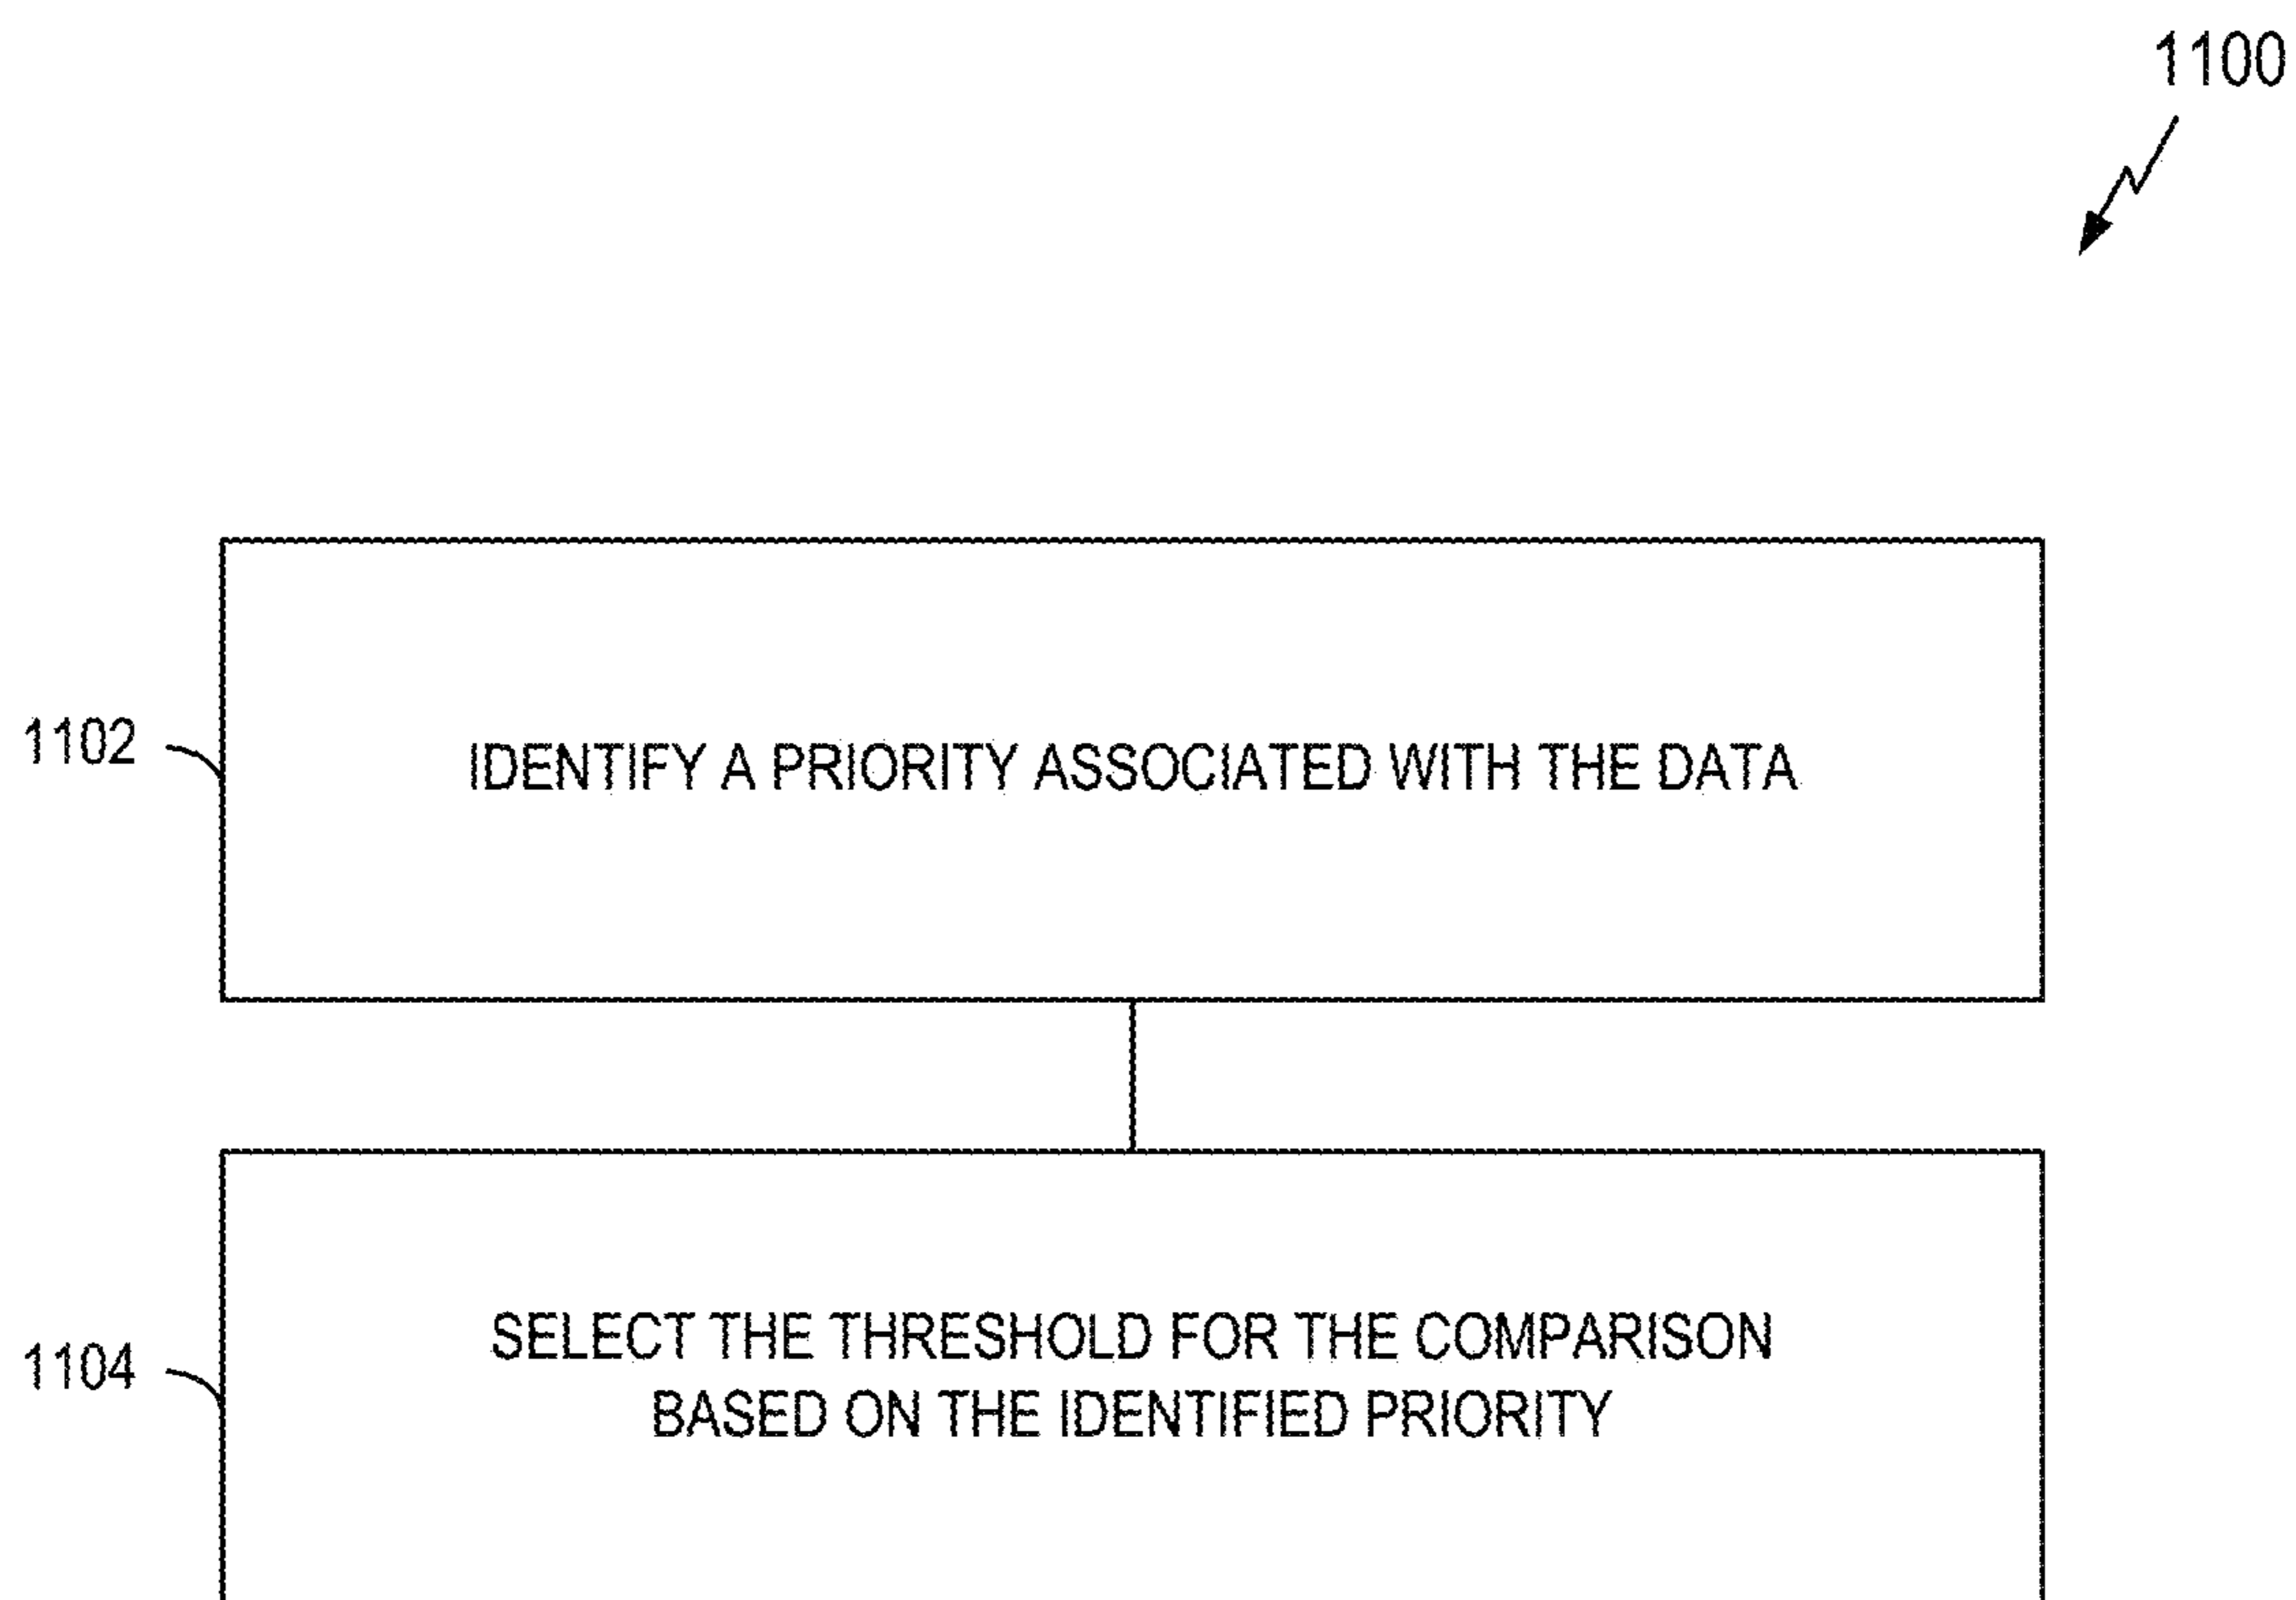 1100
1102
IDENTIFY A PRIORITY ASSOCIATED WITH THE DATA
1104
SELECT THE THRESHOLD FOR THE COMPARISON
BASED ON THE IDENTIFIED PRIORITY